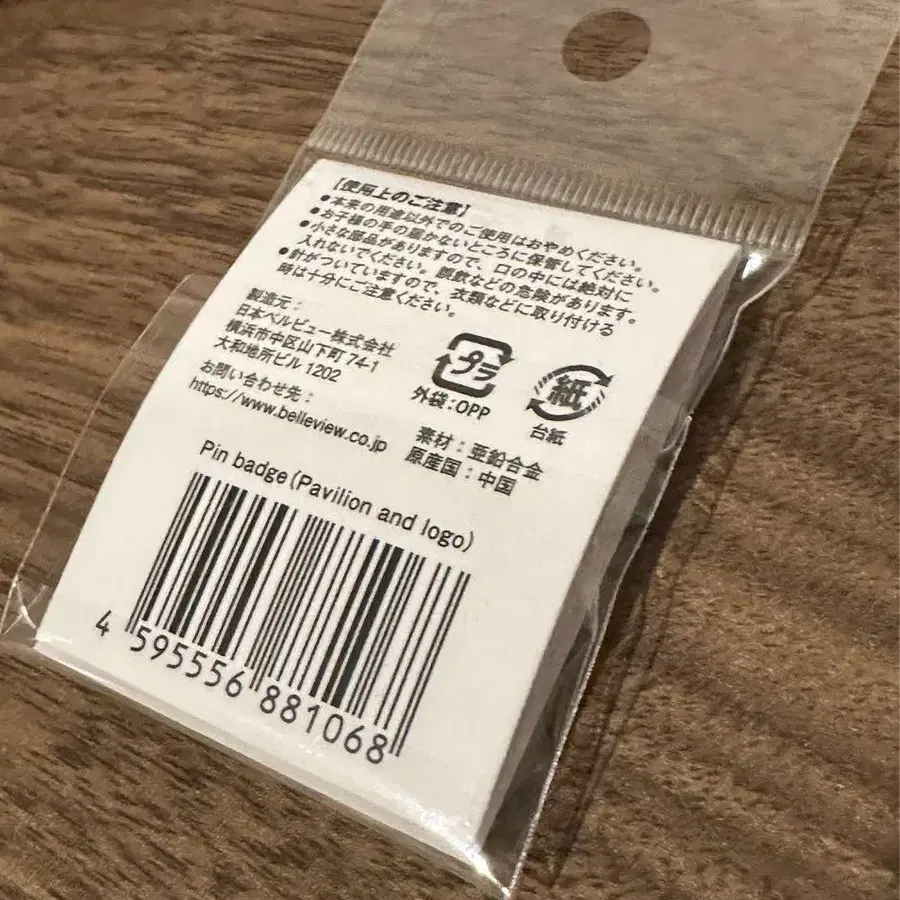 【使用上のご注意】
●本来の用途以外でのご使用はおやめください。
●お子様の手の届かないところに保管してください。
●小さな部品がありますので、口の中には絶対に
入れないでください。誤飲などの危険があります。
●針がついていますので、衣類などに取り付ける
時は十分にご注意ください。
製造元：
日本ベルビュー株式会社
横浜市中区山下町 74-1
大和地所ビル 1202
お問い合わせ先：
https://www.belleview.co.jp
プラ
外袋：OPP
紙
台紙
素材：亜鉛合金
原産国：中国
Pin badge（Pavilion and logo）
4 595556 881068